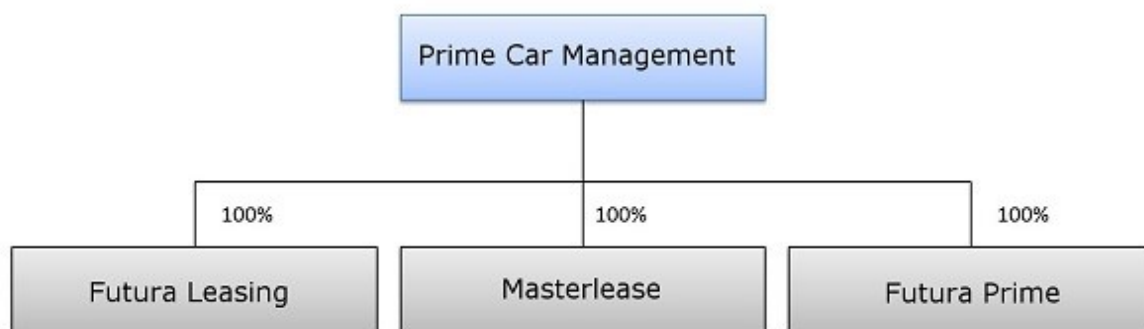 Prime Car Management
100%
100%
100%
Futura Leasing
Masterlease
Futura Prime